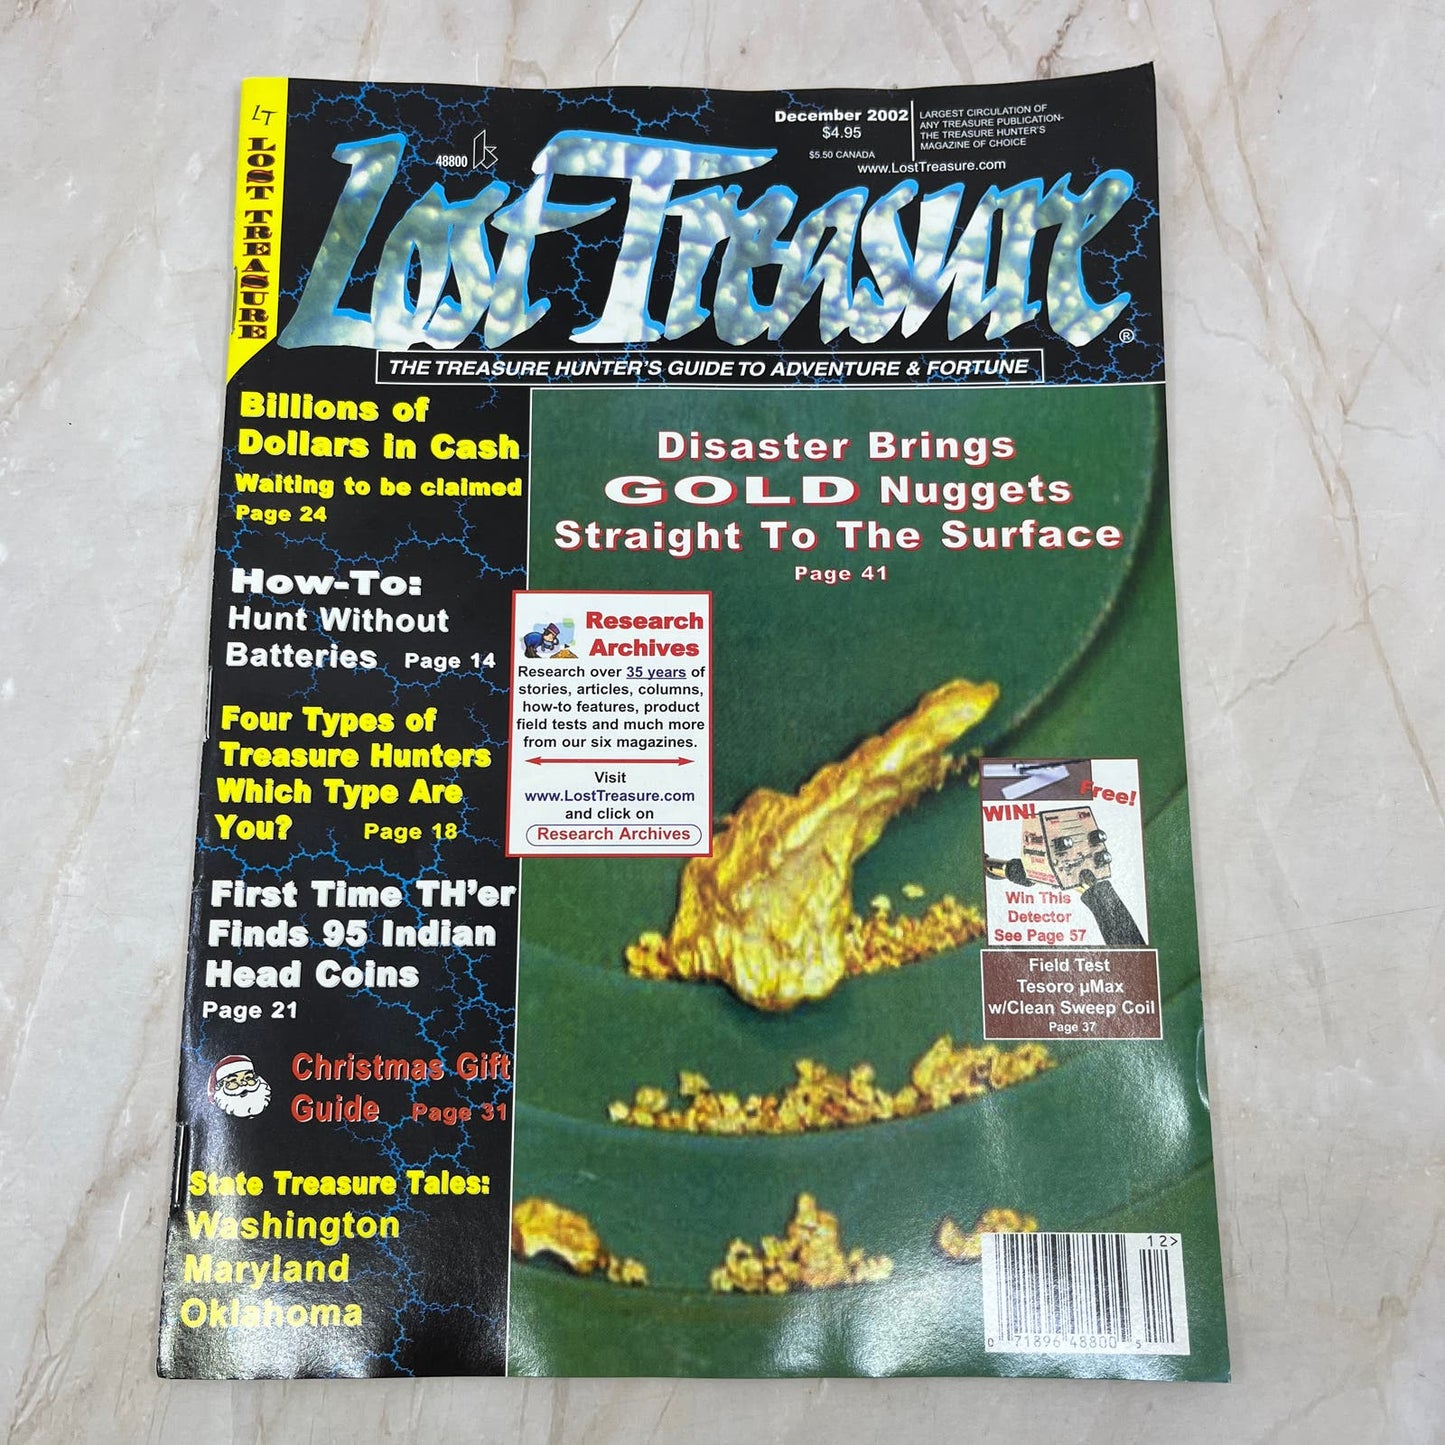 LT
LOST TREASURE
48800
December 2002
$4.95
$5.50 CANADA
LARGEST CIRCULATION OF
ANY TREASURE PUBLICATION-
THE TREASURE HUNTER'S
MAGAZINE OF CHOICE
www.LostTreasure.com
Lost Treasure®
THE TREASURE HUNTER'S GUIDE TO ADVENTURE & FORTUNE
Billions of
Dollars in Cash
Waiting to be claimed
Page 24
How-To:
Hunt Without
Batteries Page 14
Four Types of
Treasure Hunters
Which Type Are
You? Page 18
First Time TH'er
Finds 95 Indian
Head Coins
Page 21
Christmas Gift
Guide Page 31
State Treasure Tales:
Washington
Maryland
Oklahoma
Disaster Brings
GOLD Nuggets
Straight To The Surface
Page 41
Research
Archives
Research over 35 years of
stories, articles, columns,
how-to features, product
field tests and much more
from our six magazines.
Visit
www.LostTreasure.com
and click on
Research Archives
Free!
WIN!
Win This
Detector
See Page 57
Field Test
Tesoro µMax
w/Clean Sweep Coil
Page 37
12>
0 71896 48800 5